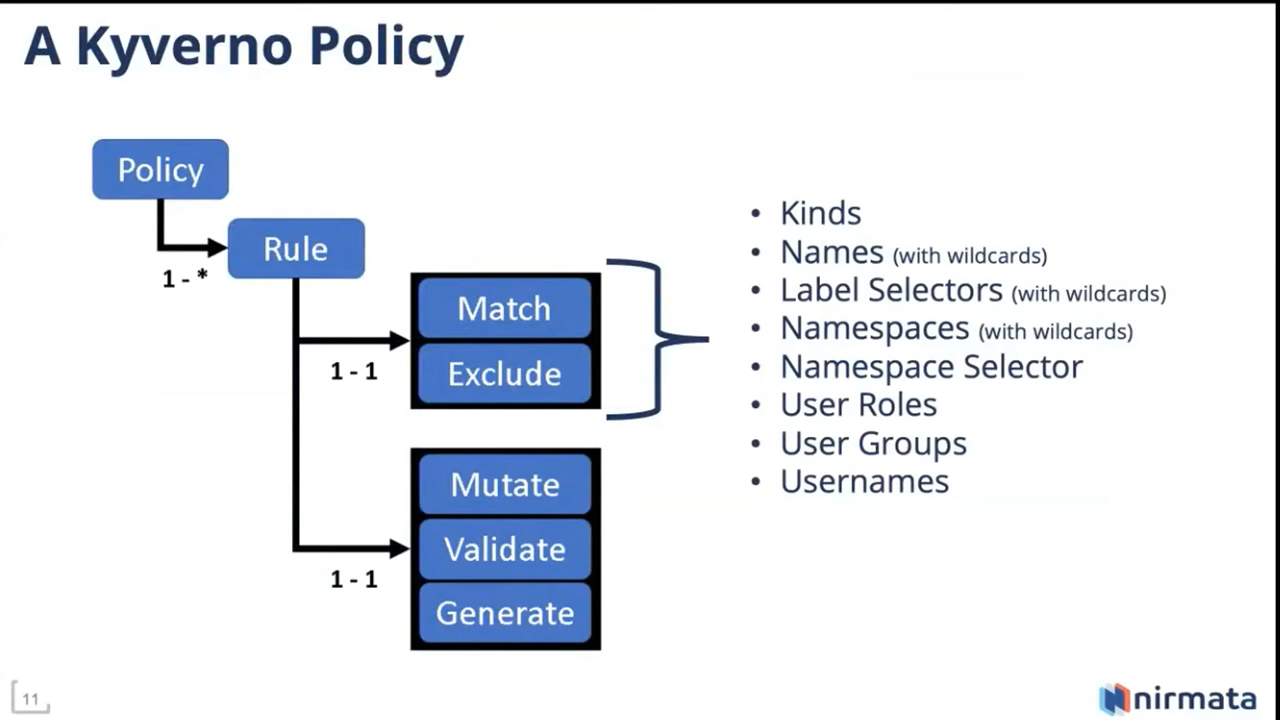 A Kyverno Policy
Policy
Rule
1 - *
Match
1 - 1
Exclude
Mutate
Validate
1 - 1
Generate
• Kinds
• Names (with wildcards)
• Label Selectors (with wildcards)
• Namespaces (with wildcards)
• Namespace Selector
• User Roles
• User Groups
• Usernames
11
nirmata